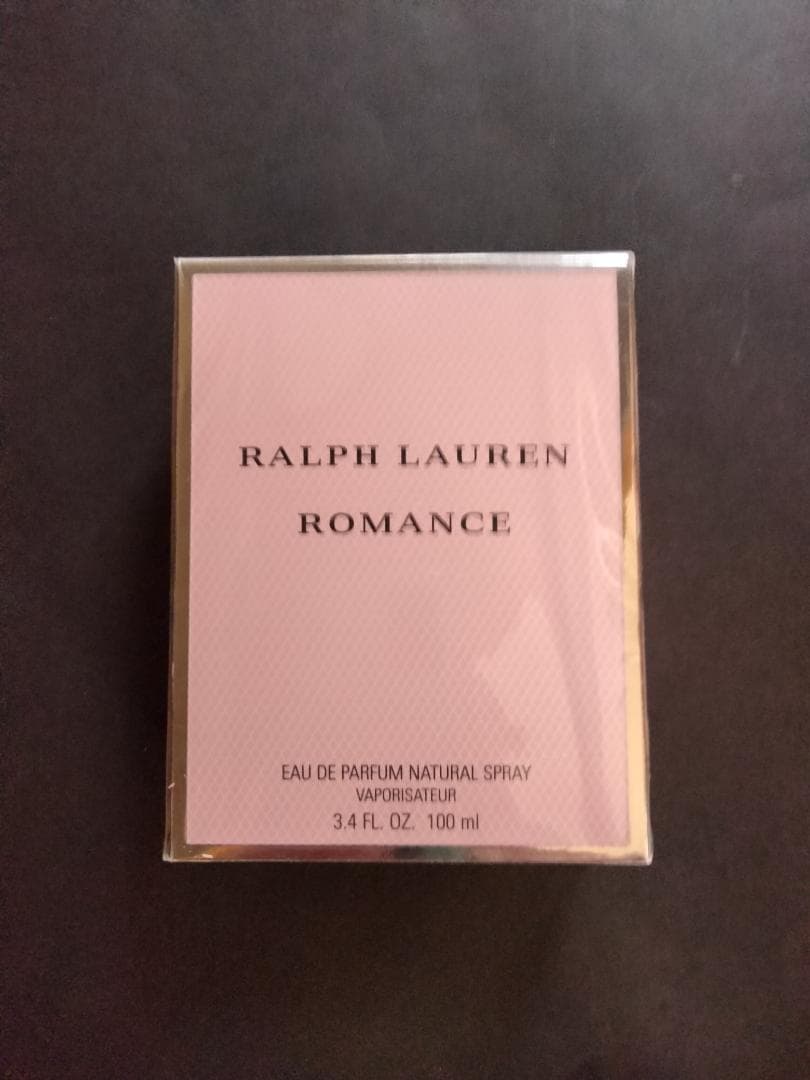 RALPH LAUREN
ROMANCE
EAU DE PARFUM NATURAL SPRAY
VAPORISATEUR
3.4 FL. OZ. 100 ml